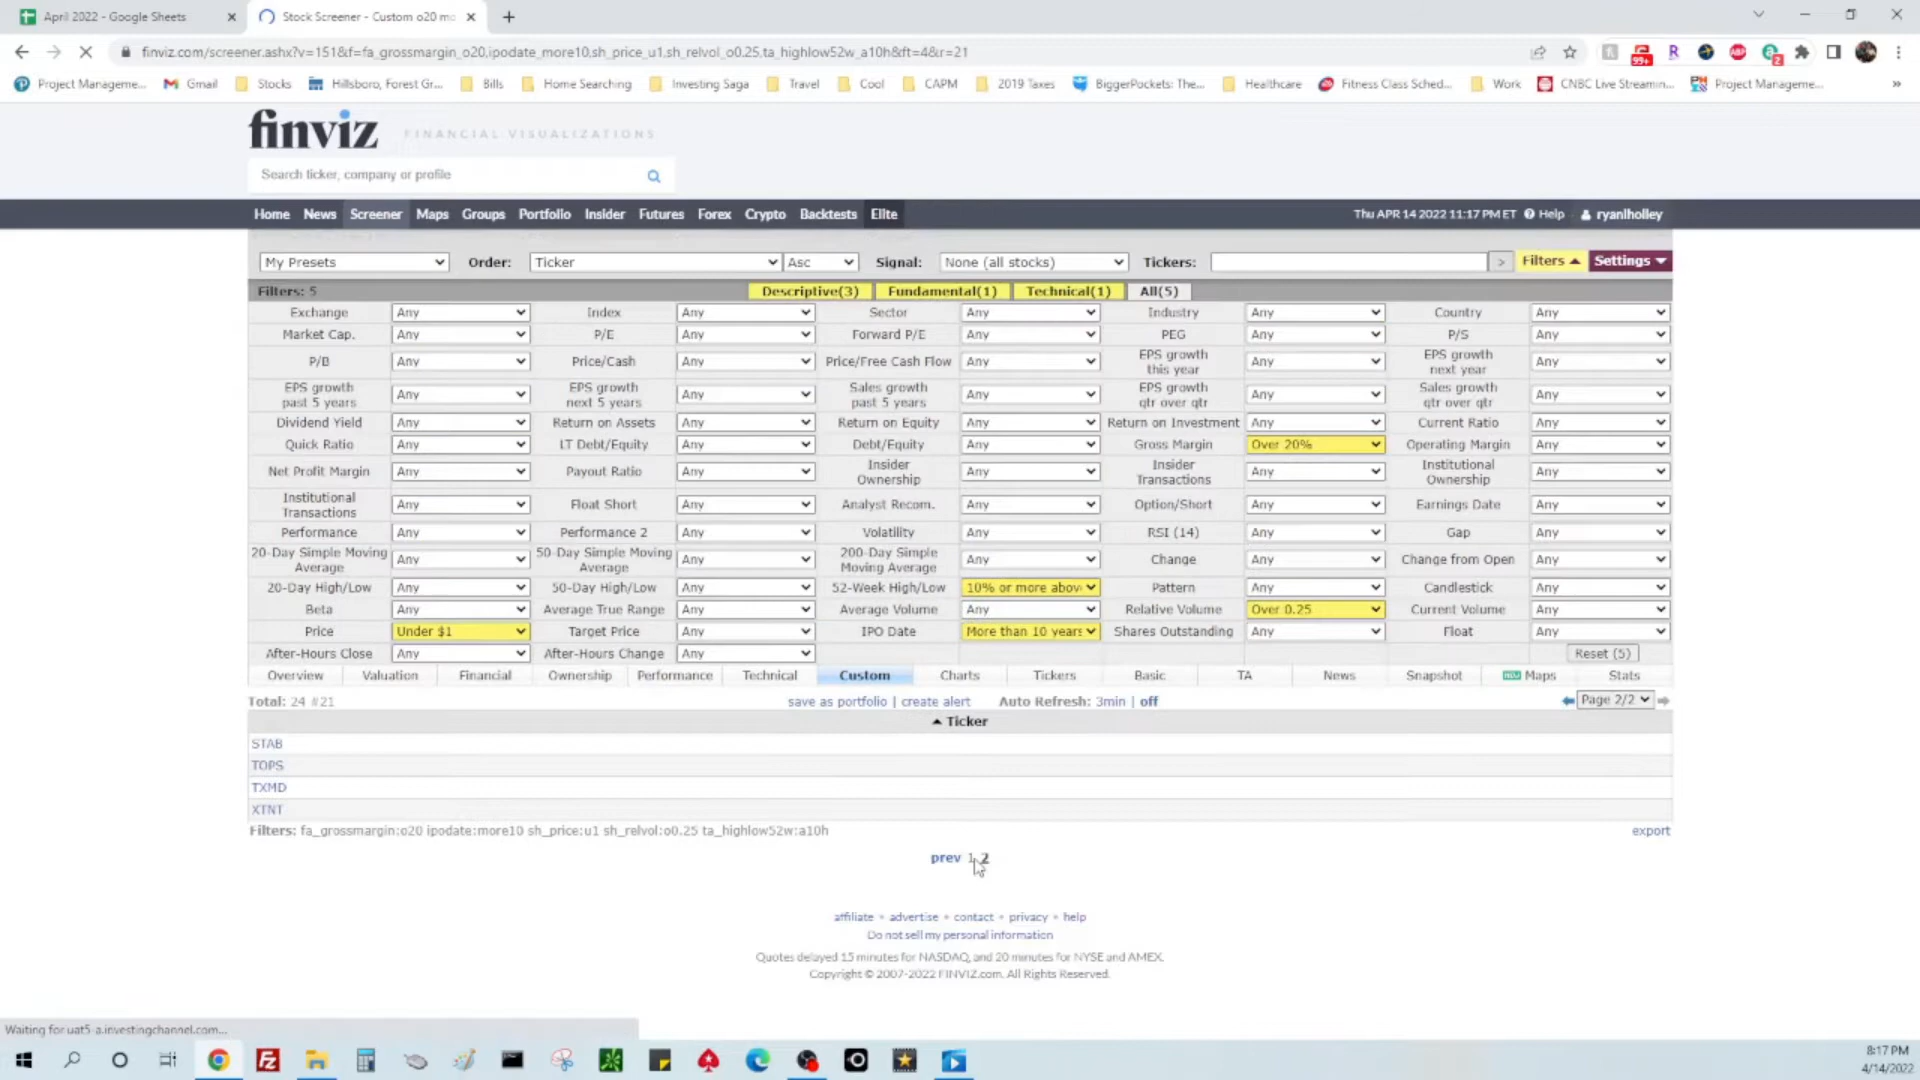 April 2022 - Google Sheets
Stock Screener - Custom o20 mo
finviz.com/screener.ashx?v=151&f=fa_grossmargin_o20,ipodate_more10,sh_price_u1,sh_relvol_o0.25,ta_highlow52w_a10h&ft=4&r=21
Project Manageme... Gmail Stocks Hillsboro, Forest Gr... Bills Home Searching Investing Saga Travel Cool CAPM 2019 Taxes BiggerPockets: The... Healthcare Fitness Class Sched... Work CNBC Live Streamin... Project Manageme...
finviz FINANCIAL VISUALIZATIONS
Search ticker, company or profile
Home News Screener Maps Groups Portfolio Insider Futures Forex Crypto Backtests Elite Thu APR 14 2022 11:17 PM ET Help ryanlholley
My Presets Order: Ticker Asc Signal: None (all stocks) Tickers: > Filters Settings
Filters: 5 Descriptive(3) Fundamental(1) Technical(1) All(5)
Exchange Any Index Any Sector Any Industry Any Country Any
Market Cap. Any P/E Any Forward P/E Any PEG Any P/S Any
P/B Any Price/Cash Any Price/Free Cash Flow Any EPS growth this year Any EPS growth next year Any
EPS growth past 5 years Any EPS growth next 5 years Any Sales growth past 5 years Any EPS growth qtr over qtr Any Sales growth qtr over qtr Any
Dividend Yield Any Return on Assets Any Return on Equity Any Return on Investment Any Current Ratio Any
Quick Ratio Any LT Debt/Equity Any Debt/Equity Any Gross Margin Over 20% Operating Margin Any
Net Profit Margin Any Payout Ratio Any Insider Ownership Any Insider Transactions Any Institutional Ownership Any
Institutional Transactions Any Float Short Any Analyst Recom. Any Option/Short Any Earnings Date Any
Performance Any Performance 2 Any Volatility Any RSI (14) Any Gap Any
20-Day Simple Moving Average Any 50-Day Simple Moving Average Any 200-Day Simple Moving Average Any Change Any Change from Open Any
20-Day High/Low Any 50-Day High/Low Any 52-Week High/Low 10% or more abov Pattern Any Candlestick Any
Beta Any Average True Range Any Average Volume Any Relative Volume Over 0.25 Current Volume Any
Price Under $1 Target Price Any IPO Date More than 10 years Shares Outstanding Any Float Any
After-Hours Close Any After-Hours Change Any Reset (5)
Overview Valuation Financial Ownership Performance Technical Custom Charts Tickers Basic TA News Snapshot Maps Stats
Total: 24 #21 save as portfolio | create alert Auto Refresh: 3min | off Page 2/2
Ticker
STAB
TOPS
TXMD
XTNT
Filters: fa_grossmargin:o20 ipodate:more10 sh_price:u1 sh_relvol:o0.25 ta_highlow52w:a10h export
prev 1 2
affiliate • advertise • contact • privacy • help
Do not sell my personal information
Quotes delayed 15 minutes for NASDAQ, and 20 minutes for NYSE and AMEX.
Copyright © 2007-2022 FINVIZ.com. All Rights Reserved.
Waiting for uat5-a.investingchannel.com...
8:17 PM
4/14/2022